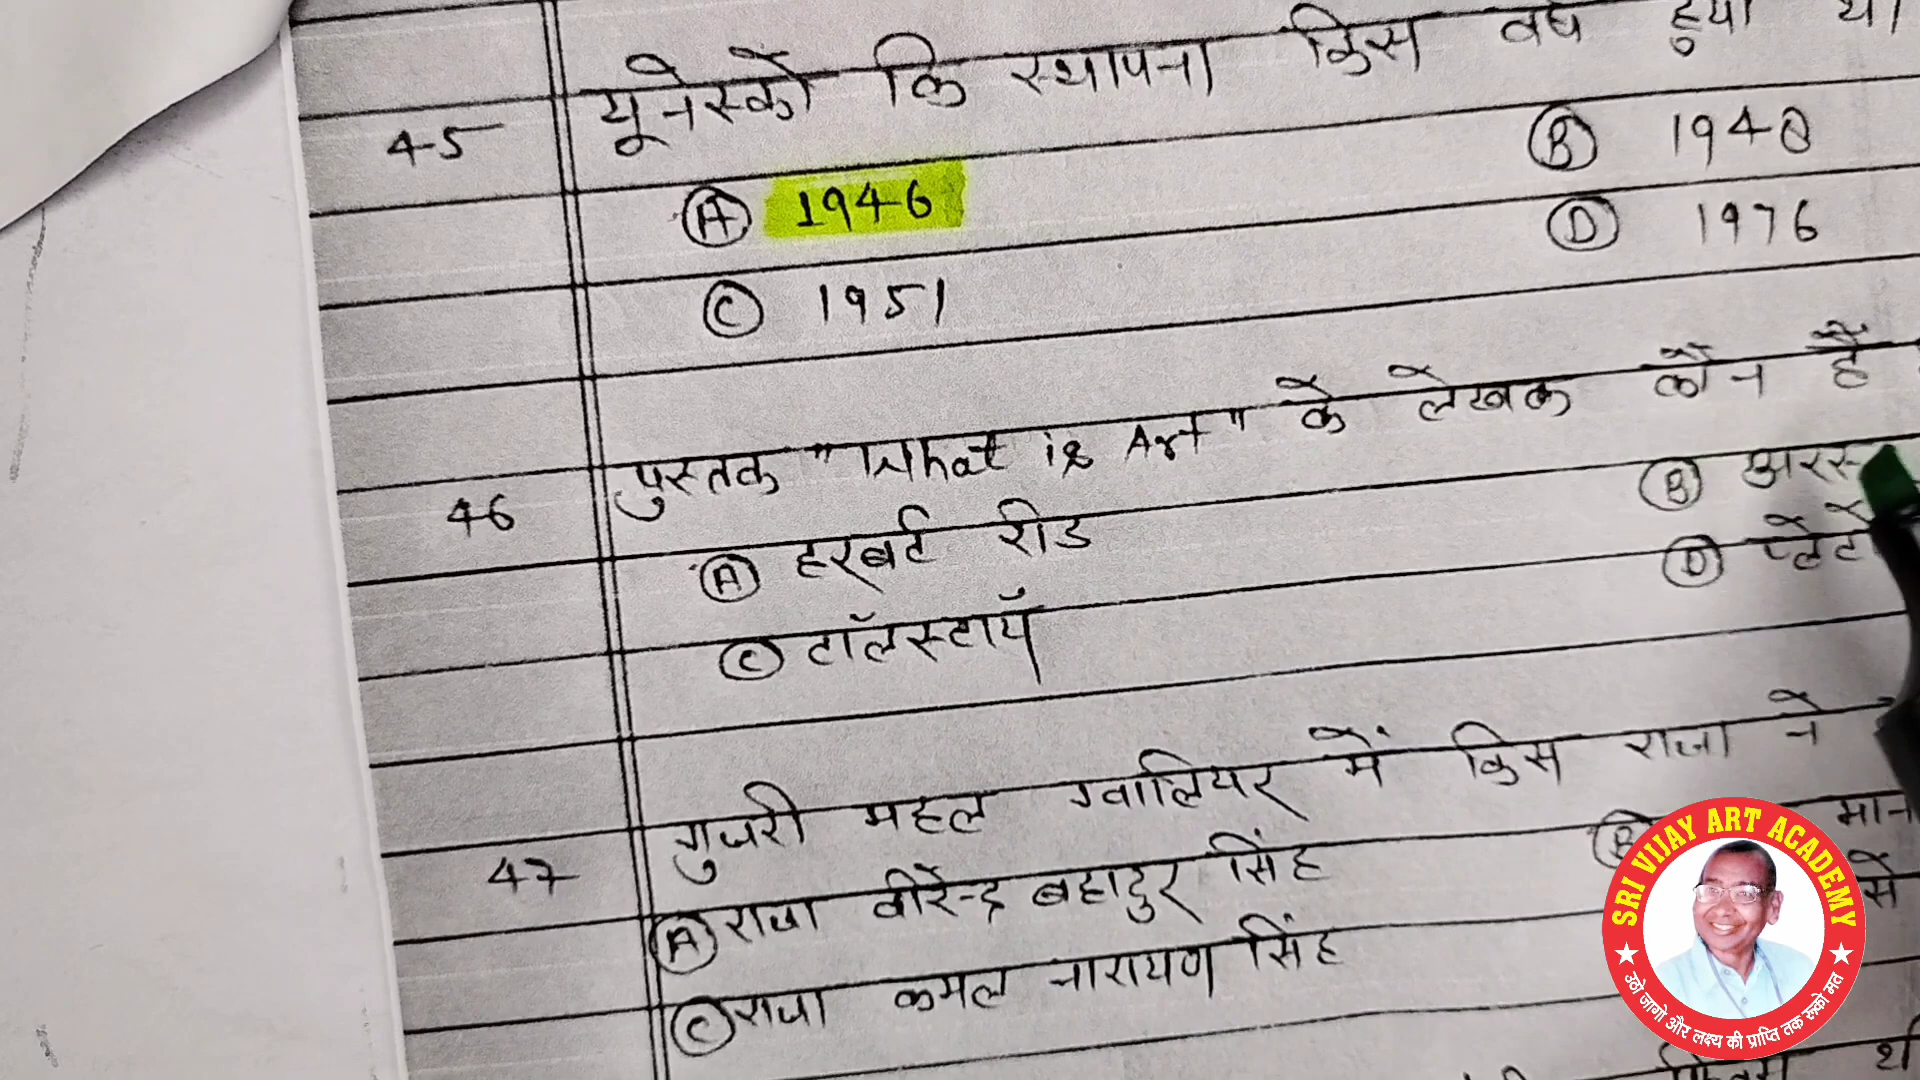 यूनेस्को कि स्थापना किस वर्ष हुयी था
45
(A) 1946 (B) 1948
(C) 1951 (D) 1976
46 पुस्तक "What is Art" के लेखक कौन है
(A) हरबर्ट रीड (B) अरस्
(C) टॉलस्टॉय (D) प्लेटो
47 गुजरी महल ग्वालियर में किस राजा ने
(A) राजा वीरेन्द्र बहादुर सिंह (B) मान
(C) राजा कमल नारायण सिंह
SRI VIJAY ART ACADEMY
उठो जागो और लक्ष्य की प्राप्ति तक रूको मत